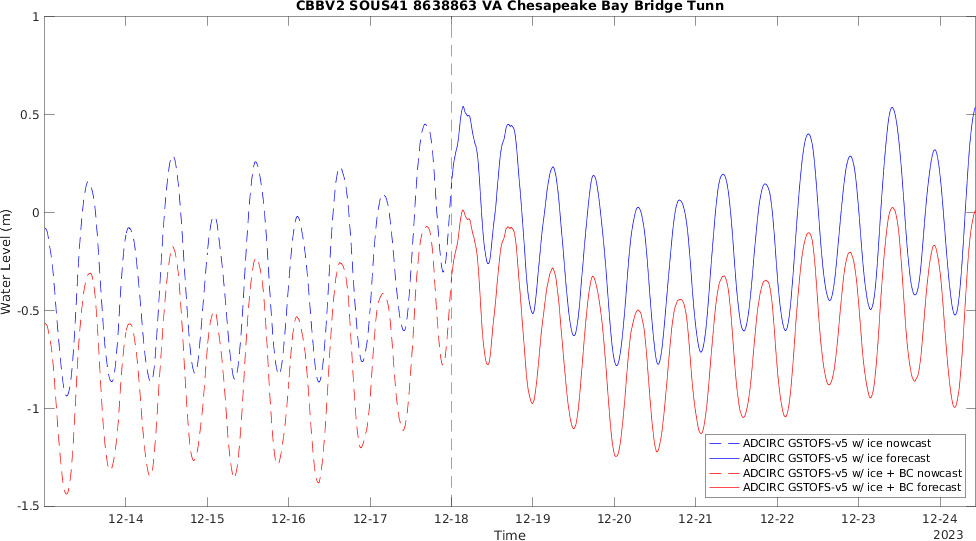 CBBV2 SOUS41 8638863 VA Chesapeake Bay Bridge Tunn
1
0.5
0
-0.5
-1
-1.5
Water Level (m)
ADCIRC GSTOFS-v5 w/ ice nowcast
ADCIRC GSTOFS-v5 w/ ice forecast
ADCIRC GSTOFS-v5 w/ ice + BC nowcast
ADCIRC GSTOFS-v5 w/ ice + BC forecast
12-14 12-15 12-16 12-17 12-18 12-19 12-20 12-21 12-22 12-23 12-24
Time
2023